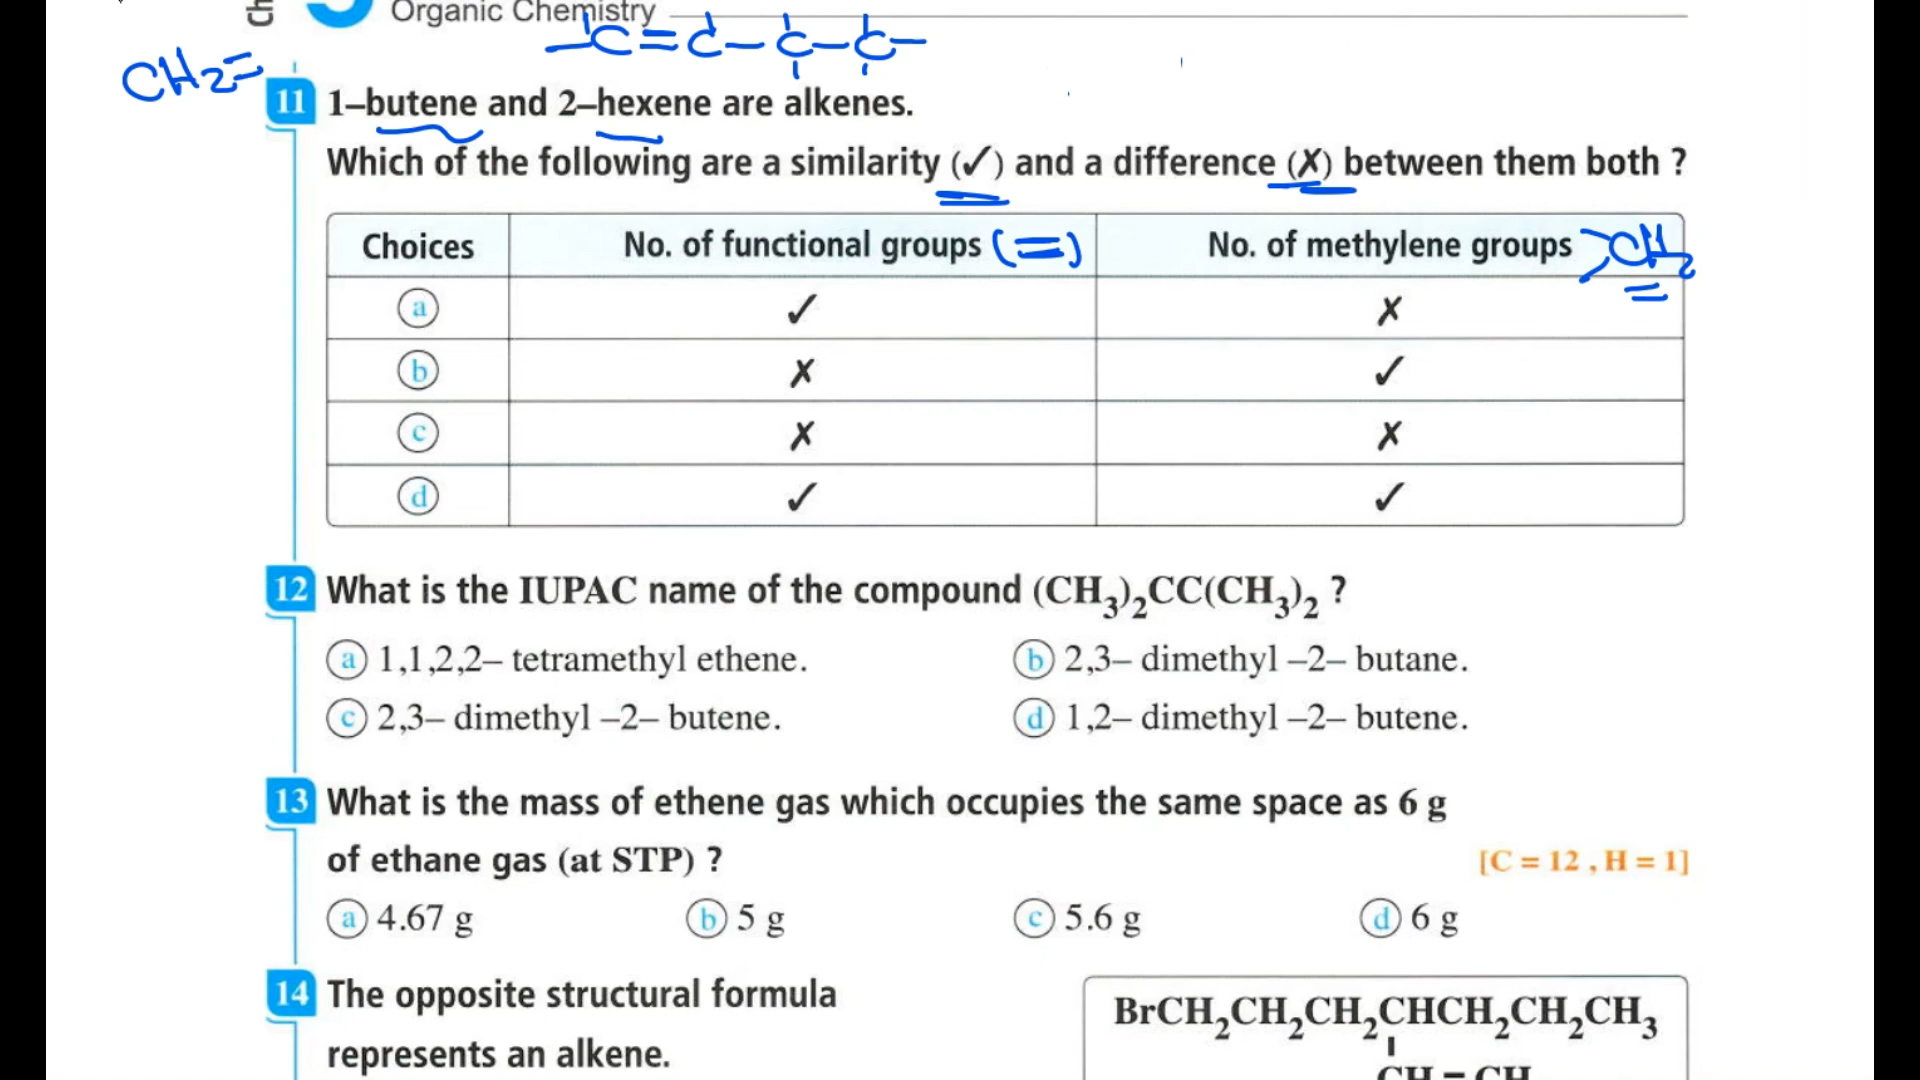 Ch
Organic Chemistry
–C=C–C–C–
CH2=
11 1–butene and 2–hexene are alkenes.
Which of the following are a similarity (✓) and a difference (✗) between them both ?
Choices No. of functional groups (=) No. of methylene groups >CH2
a ✓ ✗
b ✗ ✓
c ✗ ✗
d ✓ ✓
12 What is the IUPAC name of the compound (CH₃)₂CC(CH₃)₂ ?
a 1,1,2,2– tetramethyl ethene. b 2,3– dimethyl –2– butane.
c 2,3– dimethyl –2– butene. d 1,2– dimethyl –2– butene.
13 What is the mass of ethene gas which occupies the same space as 6 g
of ethane gas (at STP) ? [C = 12 , H = 1]
a 4.67 g b 5 g c 5.6 g d 6 g
14 The opposite structural formula
represents an alkene.
BrCH₂CH₂CH₂CHCH₂CH₂CH₃
CH = CH